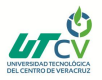 UTCV
UNIVERSIDAD TECNOLÓGICA
DEL CENTRO DE VERACRUZ